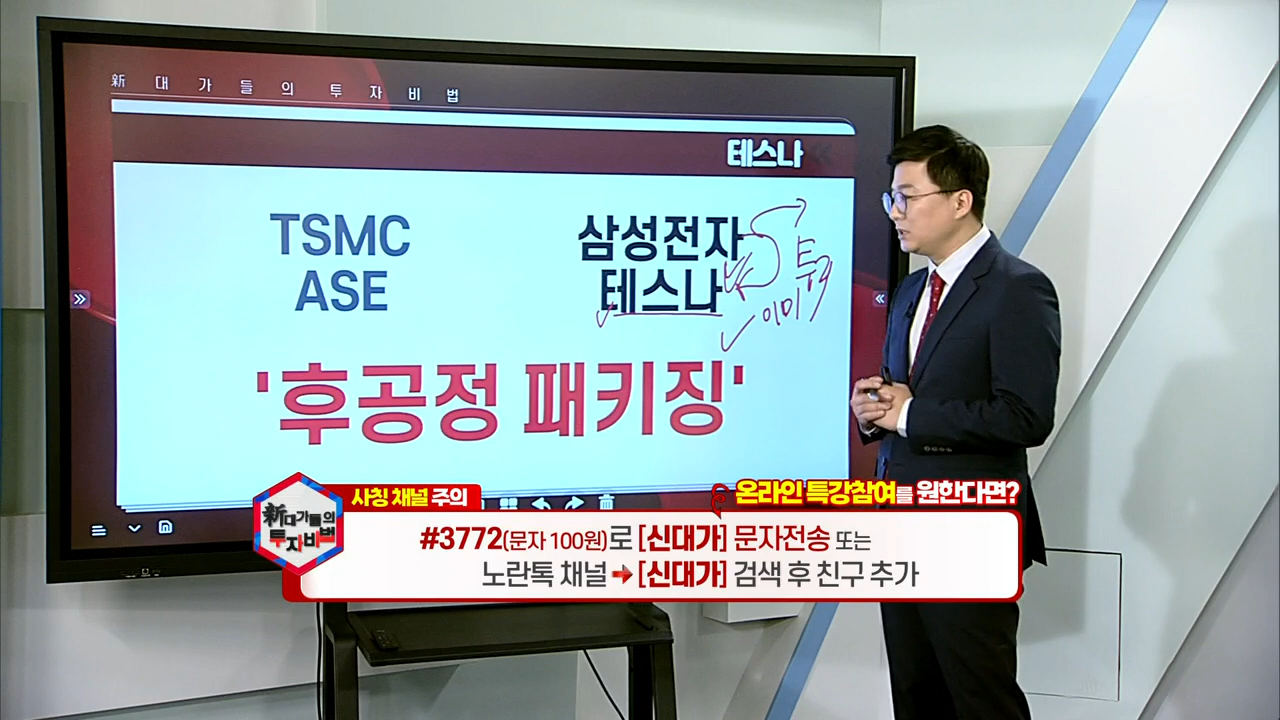 新 대 가 들 의 투 자 비 법
테스나
TSMC
ASE
삼성전자
테스나
투
이미
'후공정 패키징'
新대가들의
투자비법
사칭 채널 주의
온라인 특강참여를 원한다면?
#3772(문자 100원)로 [신대가] 문자전송 또는
노란톡 채널 ➡ [신대가] 검색 후 친구 추가